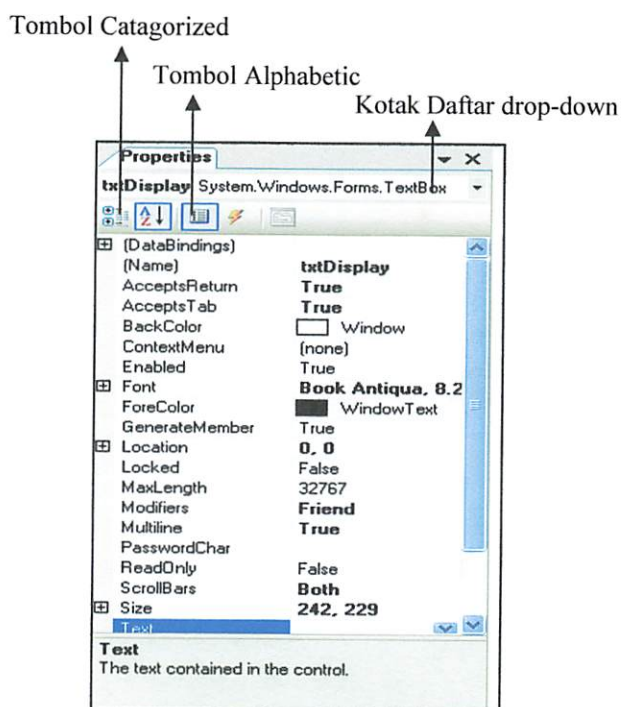 Tombol Catagorized
Tombol Alphabetic
Kotak Daftar drop-down
Properties
txtDisplay System.Windows.Forms.TextBox
(DataBindings)
(Name) txtDisplay
AcceptsReturn True
AcceptsTab True
BackColor Window
ContextMenu (none)
Enabled True
Font Book Antiqua, 8.2
ForeColor WindowText
GenerateMember True
Location 0, 0
Locked False
MaxLength 32767
Modifiers Friend
Multiline True
PasswordChar
ReadOnly False
ScrollBars Both
Size 242, 229
Text
Text
The text contained in the control.